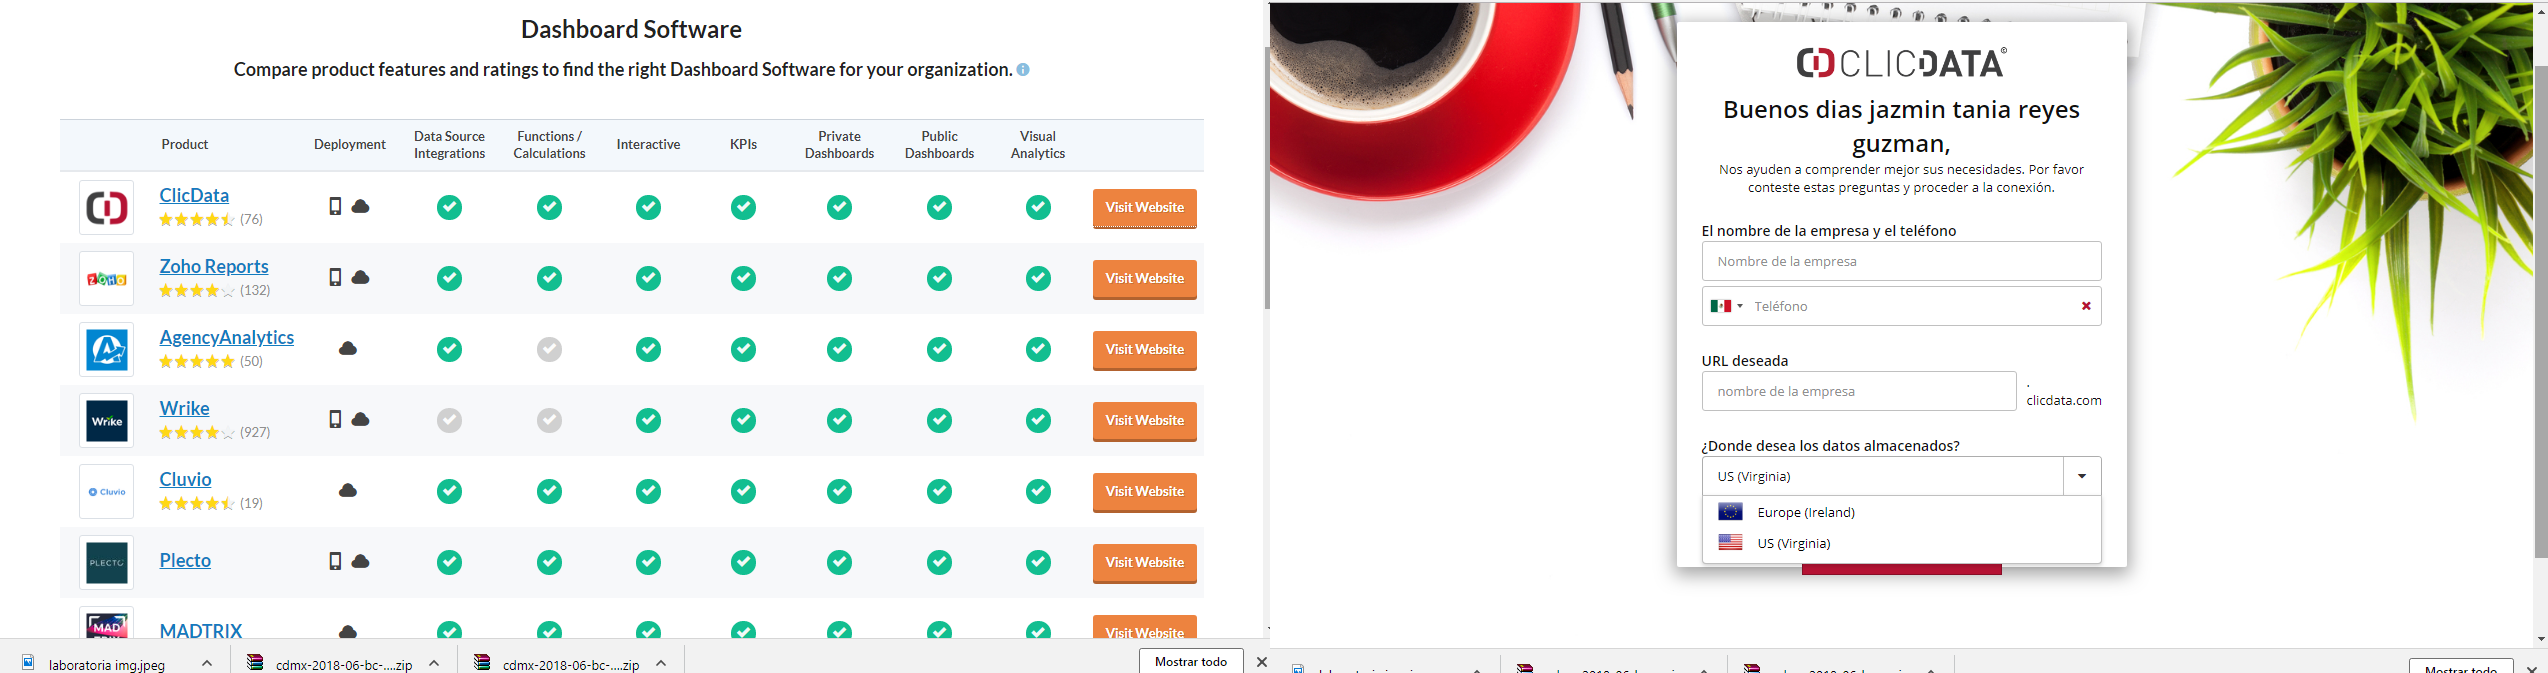 Dashboard Software
Compare product features and ratings to find the right Dashboard Software for your organization.
Product
Deployment
Data Source
Integrations
Functions /
Calculations
Interactive
KPIs
Private
Dashboards
Public
Dashboards
Visual
Analytics
ClicData
(76)
Visit Website
ZOHO
Zoho Reports
(132)
Visit Website
AgencyAnalytics
(50)
Visit Website
Wrike
Wrike
(927)
Visit Website
Cluvio
Cluvio
(19)
Visit Website
PLECTO
Plecto
Visit Website
MAD
MADTRIX
Visit Website
laboratoria img.jpeg
cdmx-2018-06-bc-....zip
cdmx-2018-06-bc-....zip
Mostrar todo
CLICDATA®
Buenos dias jazmin tania reyes
guzman,
Nos ayuden a comprender mejor sus necesidades. Por favor
conteste estas preguntas y proceder a la conexión.
El nombre de la empresa y el teléfono
Nombre de la empresa
Teléfono
URL deseada
nombre de la empresa
.
clicdata.com
¿Donde desea los datos almacenados?
US (Virginia)
Europe (Ireland)
US (Virginia)
Mostrar todo